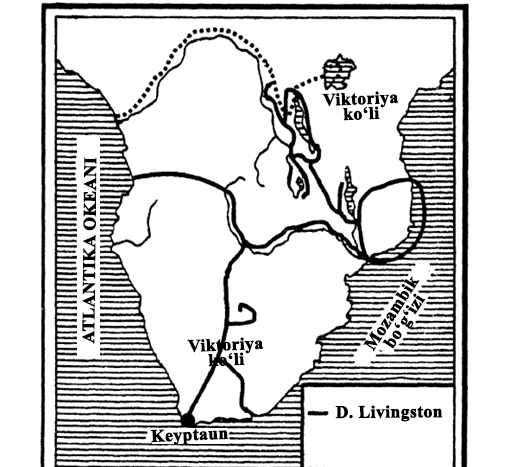 Viktoriya
ko‘li
ATLANTIKA OKEANI
Mozambik
bo‘g‘izi
Viktoriya
ko‘li
D. Livingston
Keyptaun